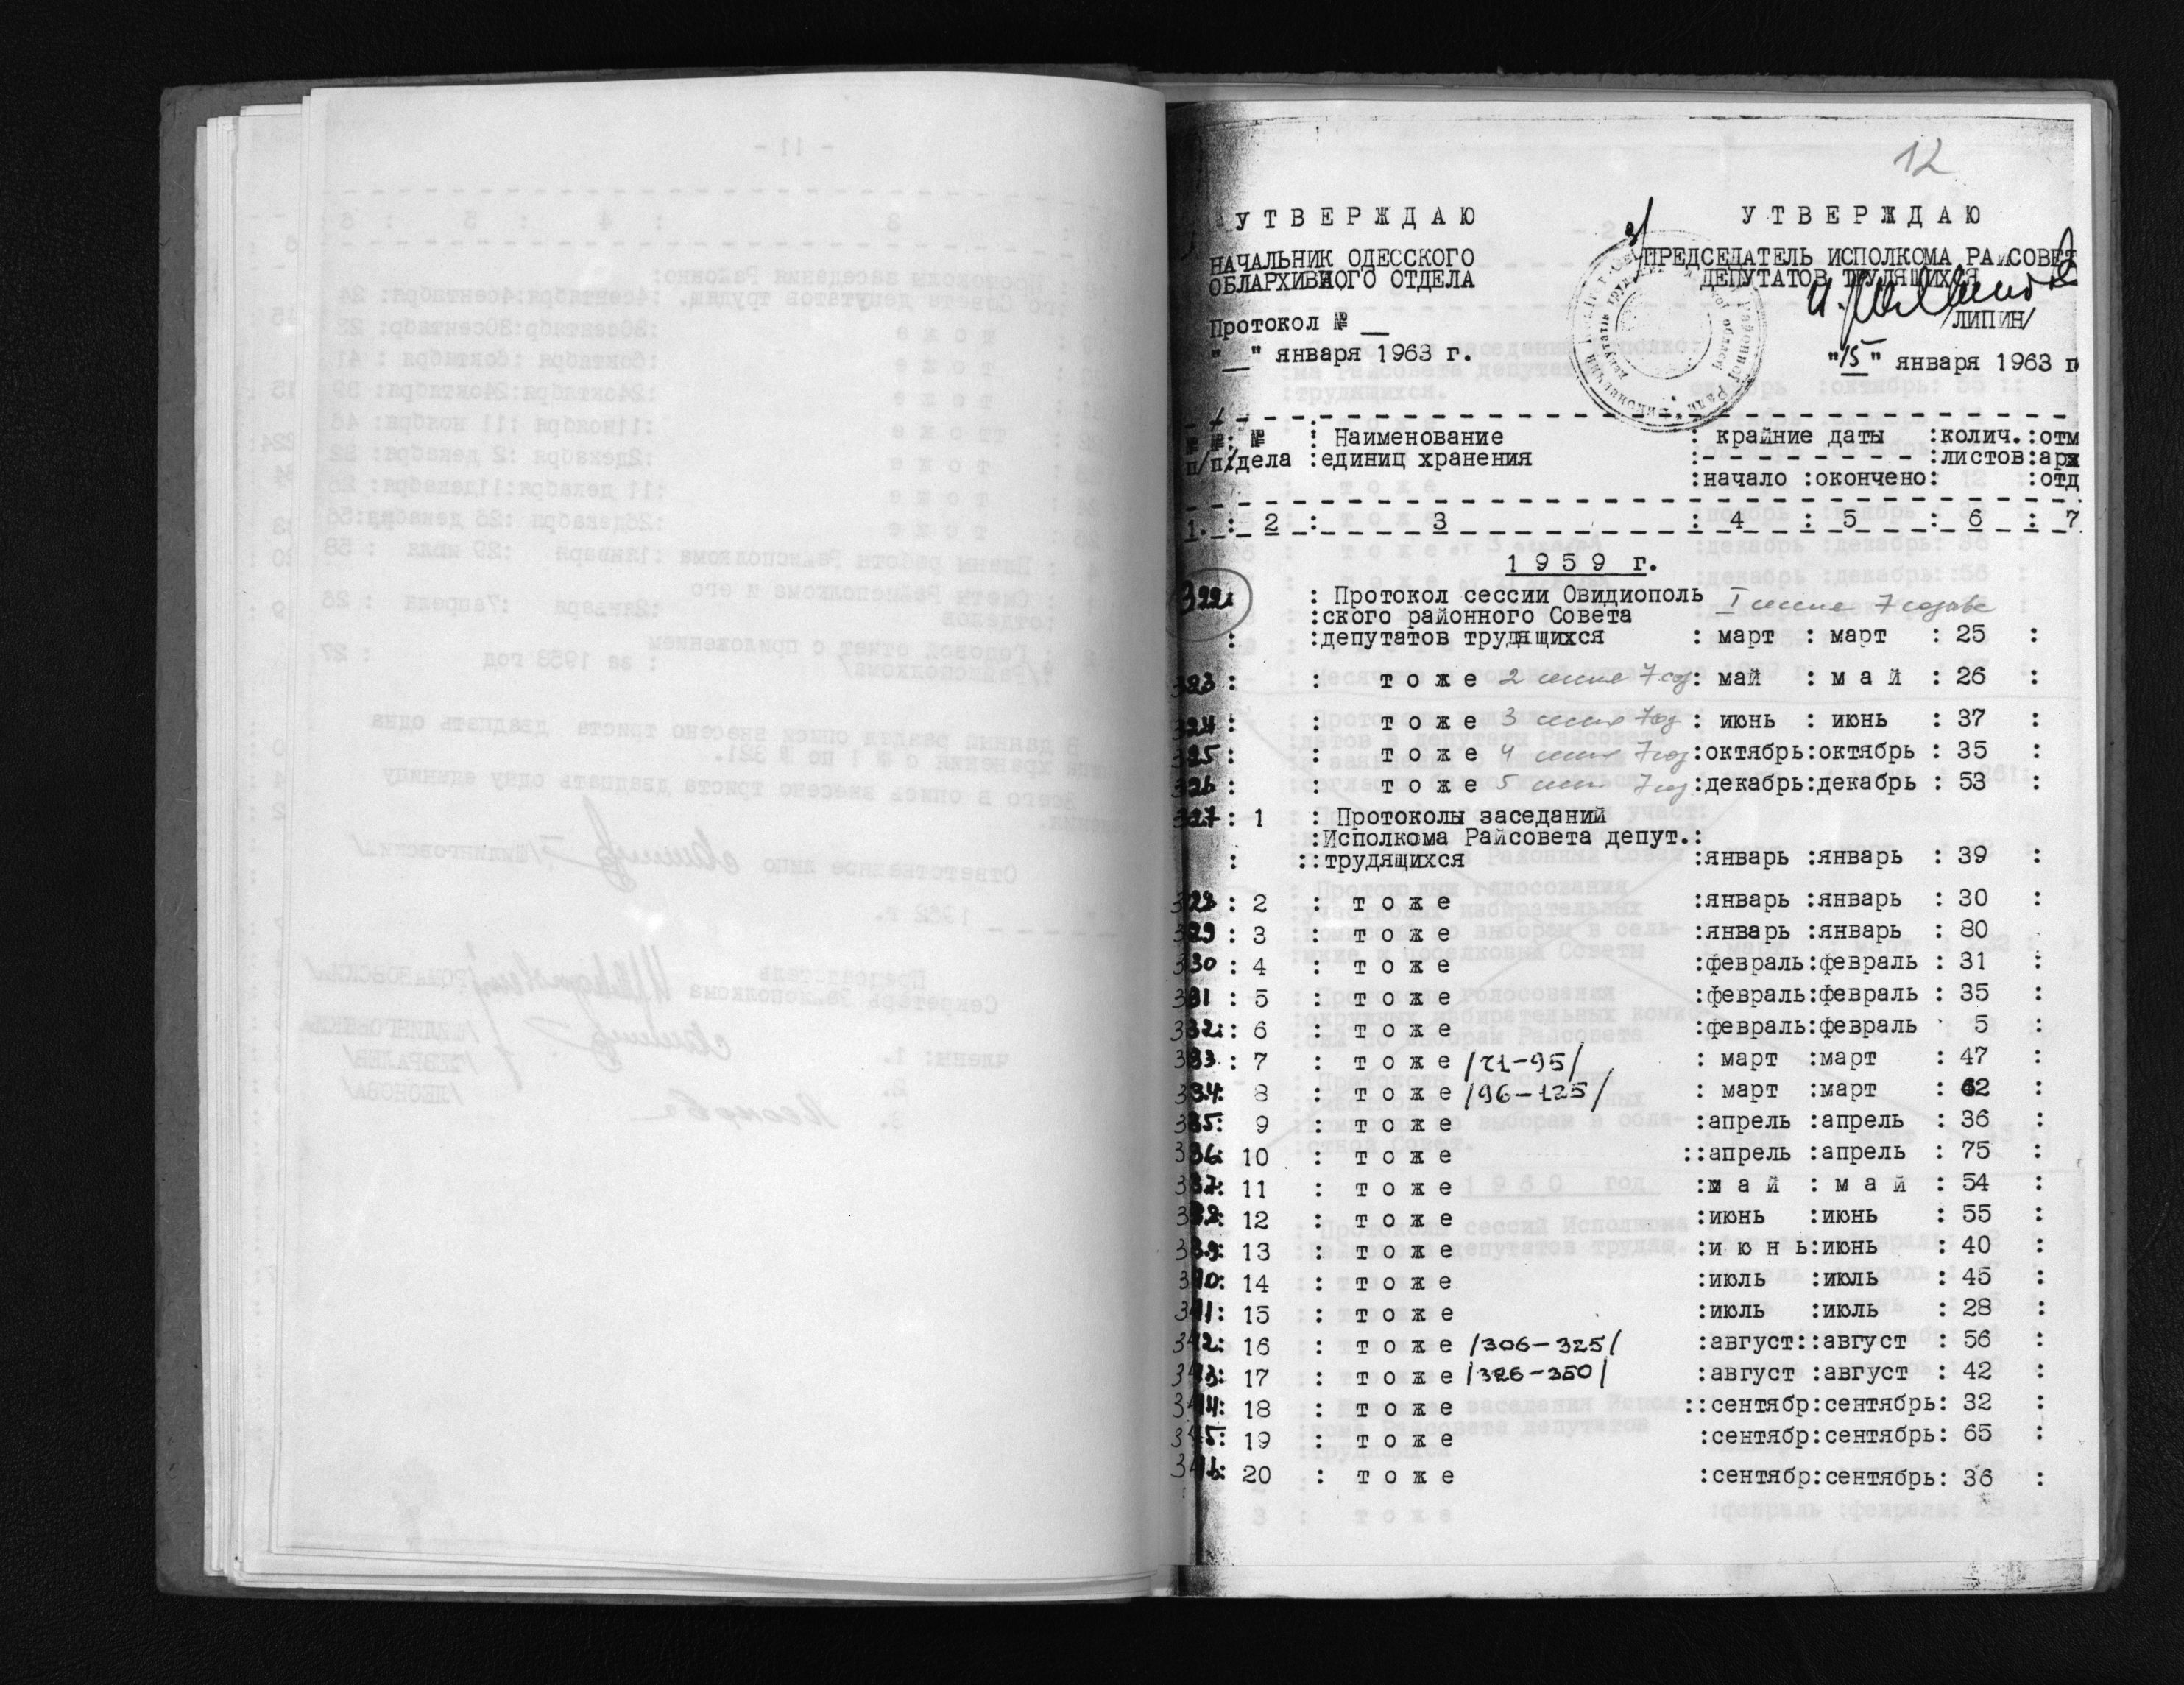 12
УТВЕРЖДАЮ
НАЧАЛЬНИК ОДЕССКОГО
ОБЛАРХИВНОГО ОТДЕЛА
Протокол № __
"__" января 1963 г.
УТВЕРЖДАЮ
ПРЕДСЕДАТЕЛЬ ИСПОЛКОМА РАЙСОВЕТ
ДЕПУТАТОВ ТРУДЯЩИХСЯ
/ЛИПИН/
"15" января 1963 г
№ №: № : Наименование : крайние даты :колич.:отм
п/п:дела :единиц хранения :- - - - - - - - :листов:арх
:начало :окончено: :отд
1. : 2 : 3 : 4 : 5 : 6 : 7
1959 г.
322 : Протокол сессии Овидиополь I сессия 7 созыва
:ского районного Совета
: :депутатов трудящихся : март : март : 25 :
323 : : тоже 2 сессия 7 соз : май : май : 26 :
324 : : тоже 3 сессия 7 соз : июнь : июнь : 37 :
325 : : тоже 4 сессия 7 соз :октябрь:октябрь : 35 :
326 : : тоже 5 сессия 7 соз :декабрь:декабрь : 53 :
327 : 1 : Протоколы заседаний
:Исполкома Райсовета депут.:
: ::трудящихся :январь :январь : 39 :
328 : 2 : тоже :январь :январь : 30 :
329 : 3 : тоже :январь :январь : 80 :
330 : 4 : тоже :февраль:февраль : 31 :
331 : 5 : тоже :февраль:февраль : 35 :
332 : 6 : тоже :февраль:февраль 5 :
333 : 7 : тоже /71-95/ : март :март : 47 :
334 : 8 : тоже /96-125/ : март :март : 62 :
335: 9 : тоже :апрель :апрель : 36 :
336: 10 : тоже ::апрель :апрель : 75 :
337: 11 : тоже :май : май : 54 :
338: 12 : тоже :июнь :июнь : 55 :
339: 13 : тоже :июнь:июнь : 40 :
340: 14 : тоже :июль :июль : 45 :
341: 15 : тоже :июль :июль : 28 :
342: 16 : тоже /306-325/ :август::август : 56 :
343: 17 : тоже /326-350/ :август :август : 42 :
344: 18 : тоже ::сентябр:сентябрь: 32 :
345: 19 : тоже :сентябр:сентябрь: 65 :
346: 20 : тоже :сентябр:сентябрь: 36 :